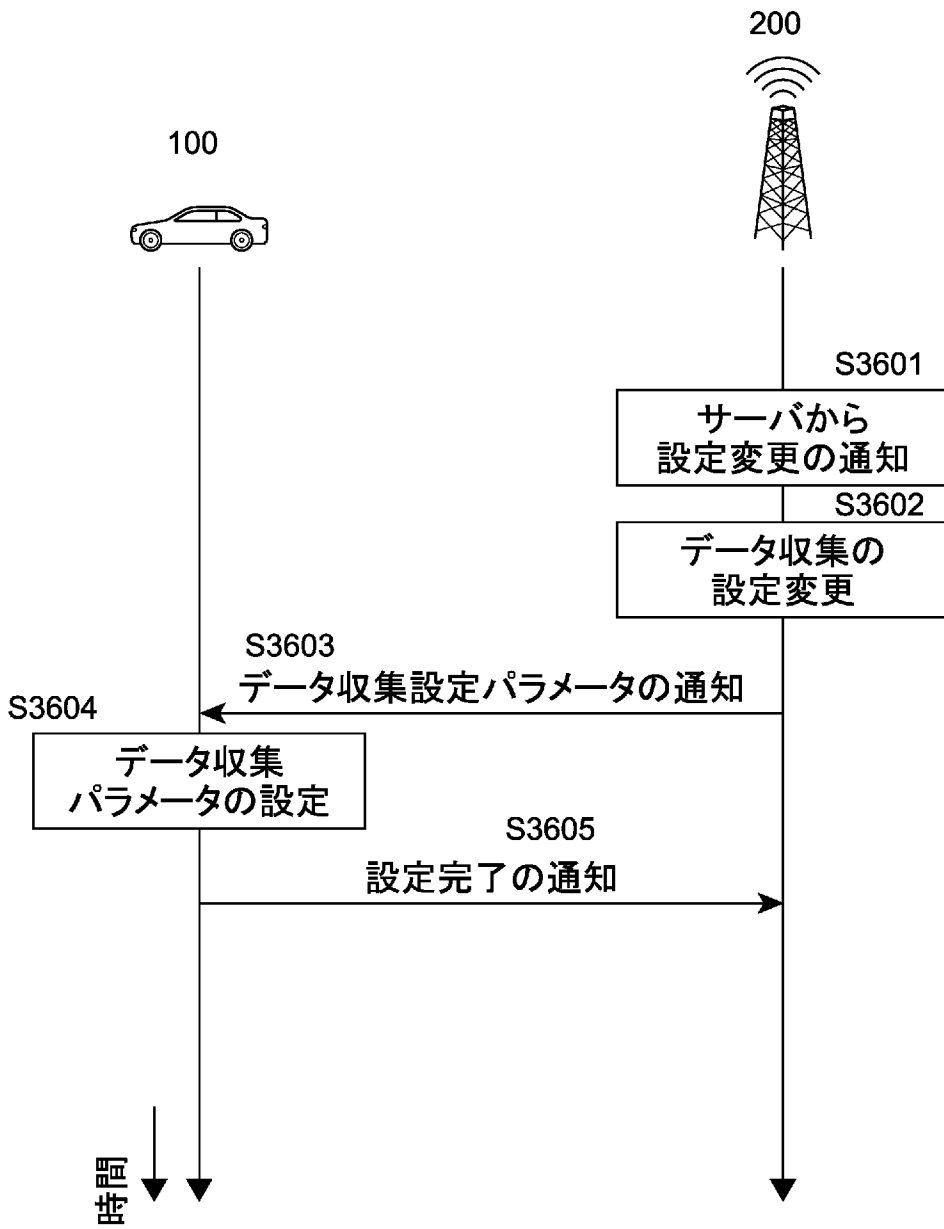 200
100
S3601
サーバから
設定変更の通知
S3602
データ収集の
設定変更
S3603
データ収集設定パラメータの通知
S3604
データ収集
パラメータの設定
S3605
設定完了の通知
時間